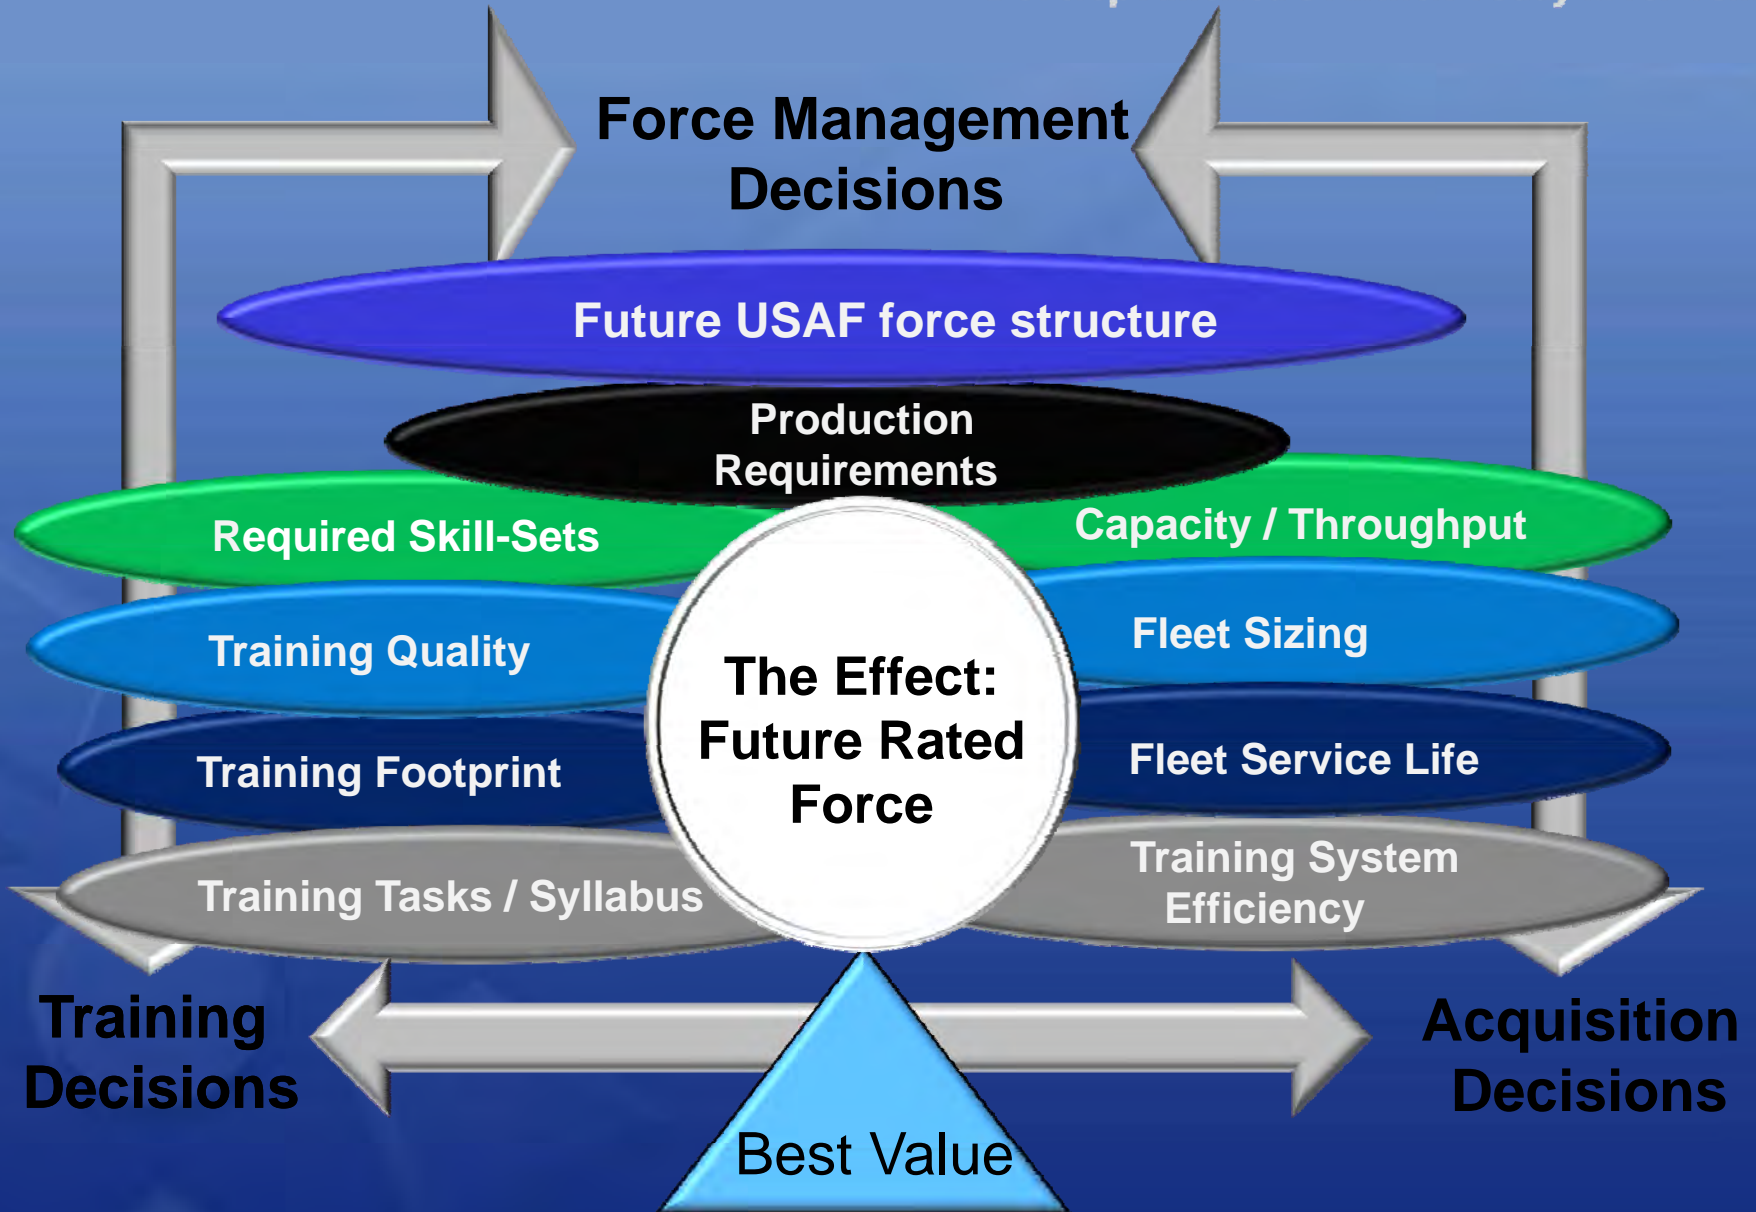 Force Management
Decisions
Future USAF force structure
Production
Requirements
Required Skill-Sets
Capacity / Throughput
Training Quality
Fleet Sizing
Training Footprint
Fleet Service Life
Training Tasks / Syllabus
Training System
Efficiency
The Effect:
Future Rated
Force
Training
Decisions
Acquisition
Decisions
Best Value